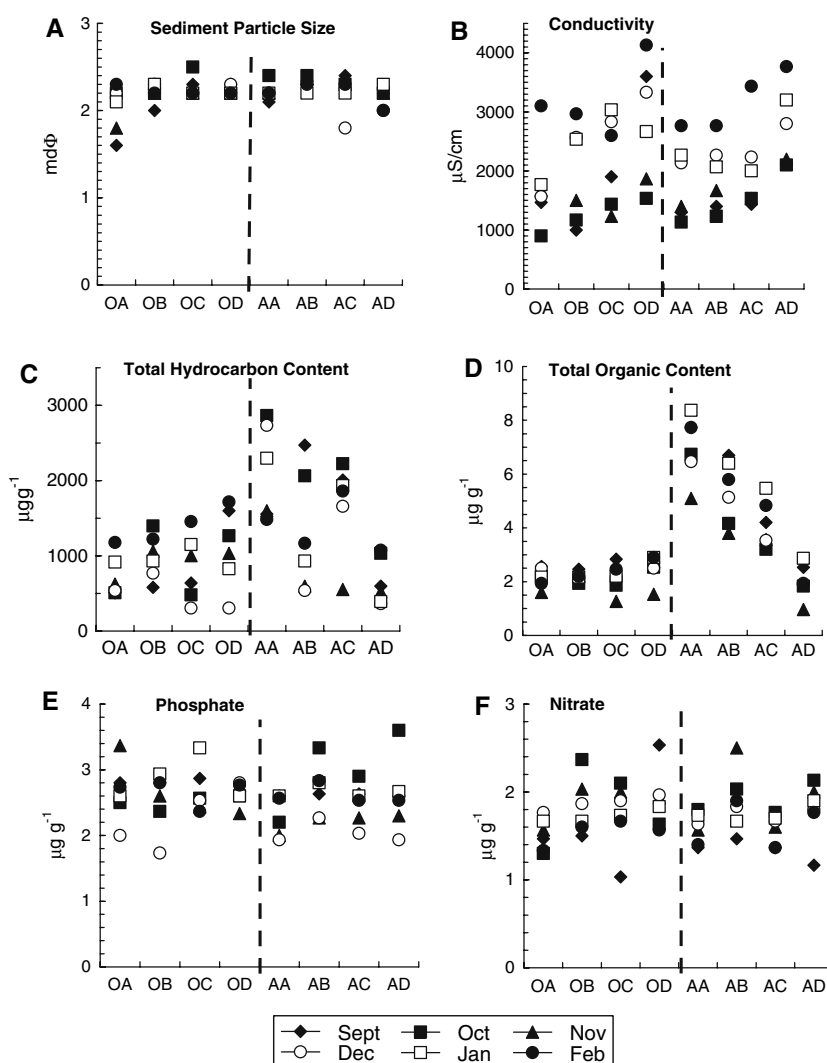 A Sediment Particle Size
3
2
1
0
mdΦ
OA OB OC OD AA AB AC AD
B Conductivity
4000
3000
2000
1000
0
µS/cm
OA OB OC OD AA AB AC AD
C Total Hydrocarbon Content
3000
2000
1000
0
µgg-1
OA OB OC OD AA AB AC AD
D Total Organic Content
10
8
6
4
2
0
µg g-1
OA OB OC OD AA AB AC AD
E Phosphate
4
3
2
1
0
µg g-1
OA OB OC OD AA AB AC AD
F Nitrate
3
2
1
0
µg g-1
OA OB OC OD AA AB AC AD
Sept Oct Nov
Dec Jan Feb